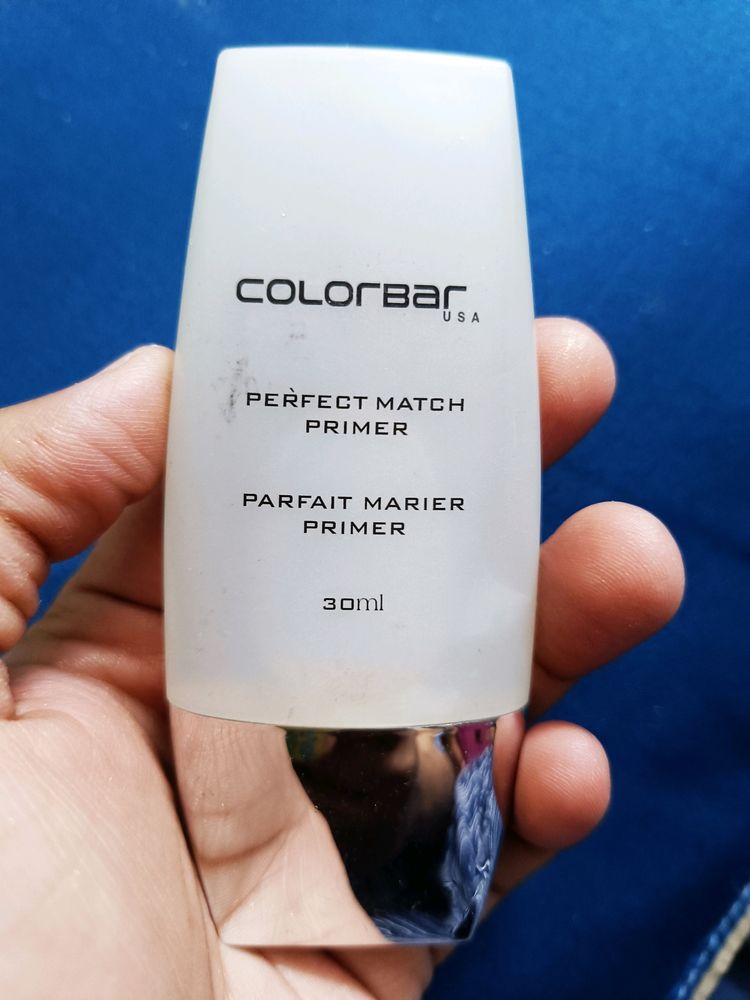 COLORBAR
USA
PERFECT MATCH
PRIMER
PARFAIT MARIER
PRIMER
30ml